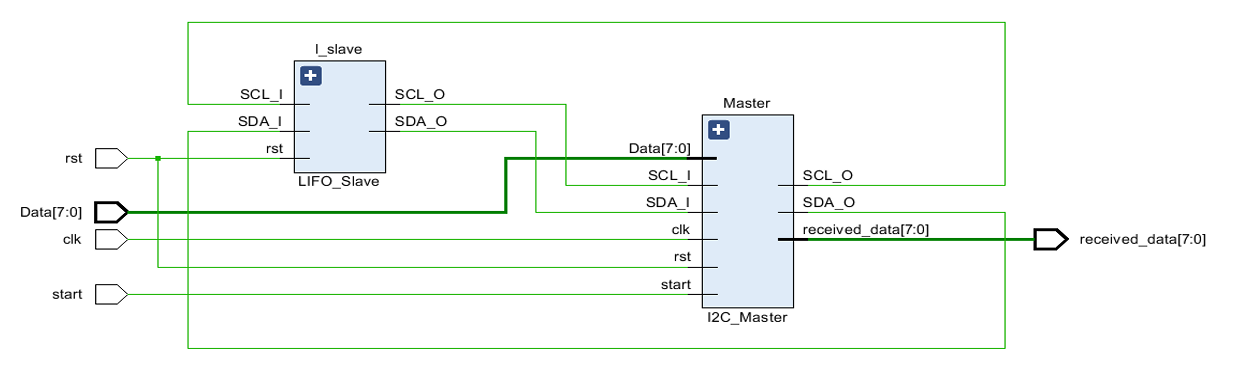 I_slave
SCL_I
SCL_O
SDA_I
SDA_O
rst
LIFO_Slave
rst
Data[7:0]
clk
start
Master
Data[7:0]
SCL_I
SCL_O
SDA_I
SDA_O
clk
received_data[7:0]
rst
start
I2C_Master
received_data[7:0]